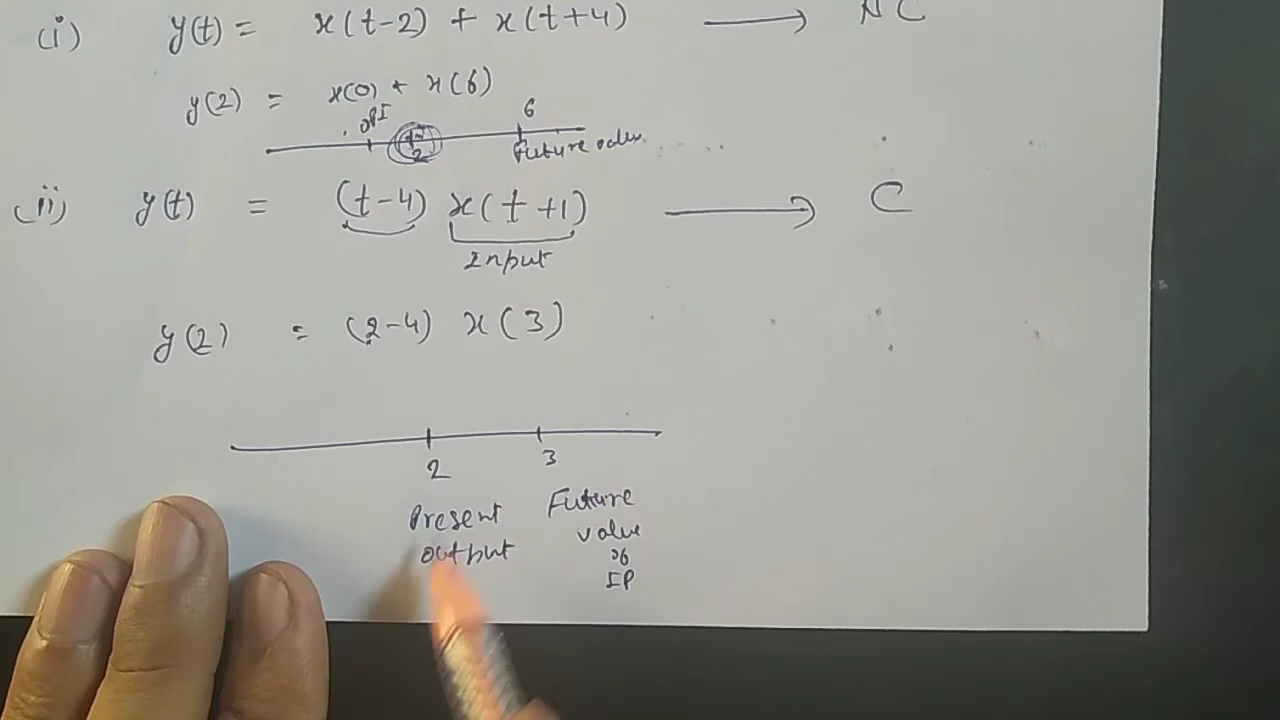 (i) y(t) = x(t-2) + x(t+4) → NC
y(2) = x(0) + x(6)
6
2 Future
(ii) y(t) = (t-4) x(t+1) → C
Input
y(2) = (2-4) x(3)
2 3
Present Future
output value
of
IP